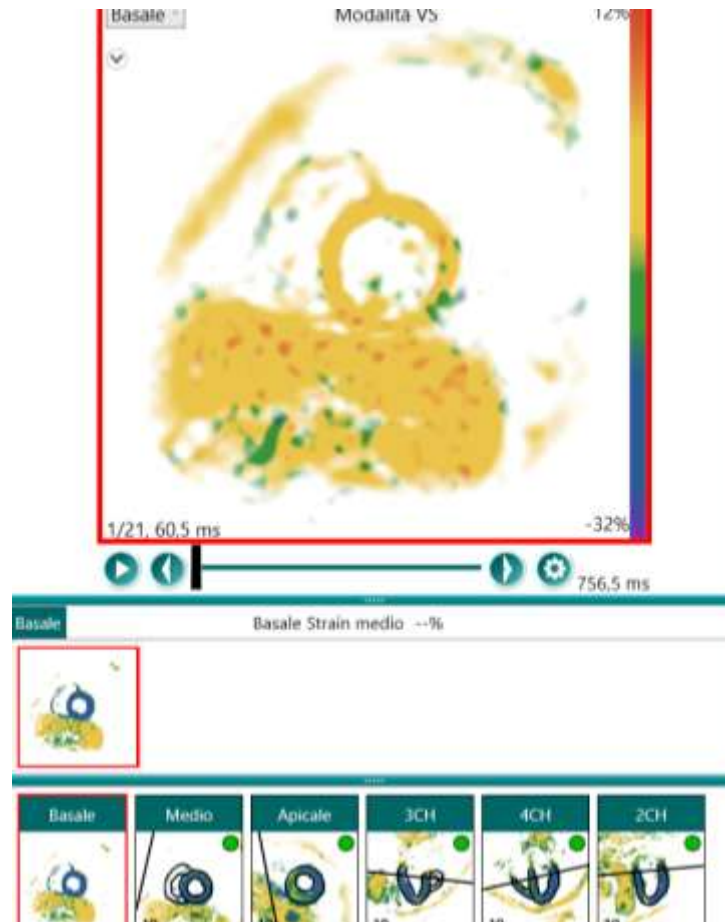 Basale Modalità VS 12%
1/21, 60,5 ms -32%
756,5 ms
Basale Basale Strain medio --%
Basale Medio Apicale 3CH 4CH 2CH